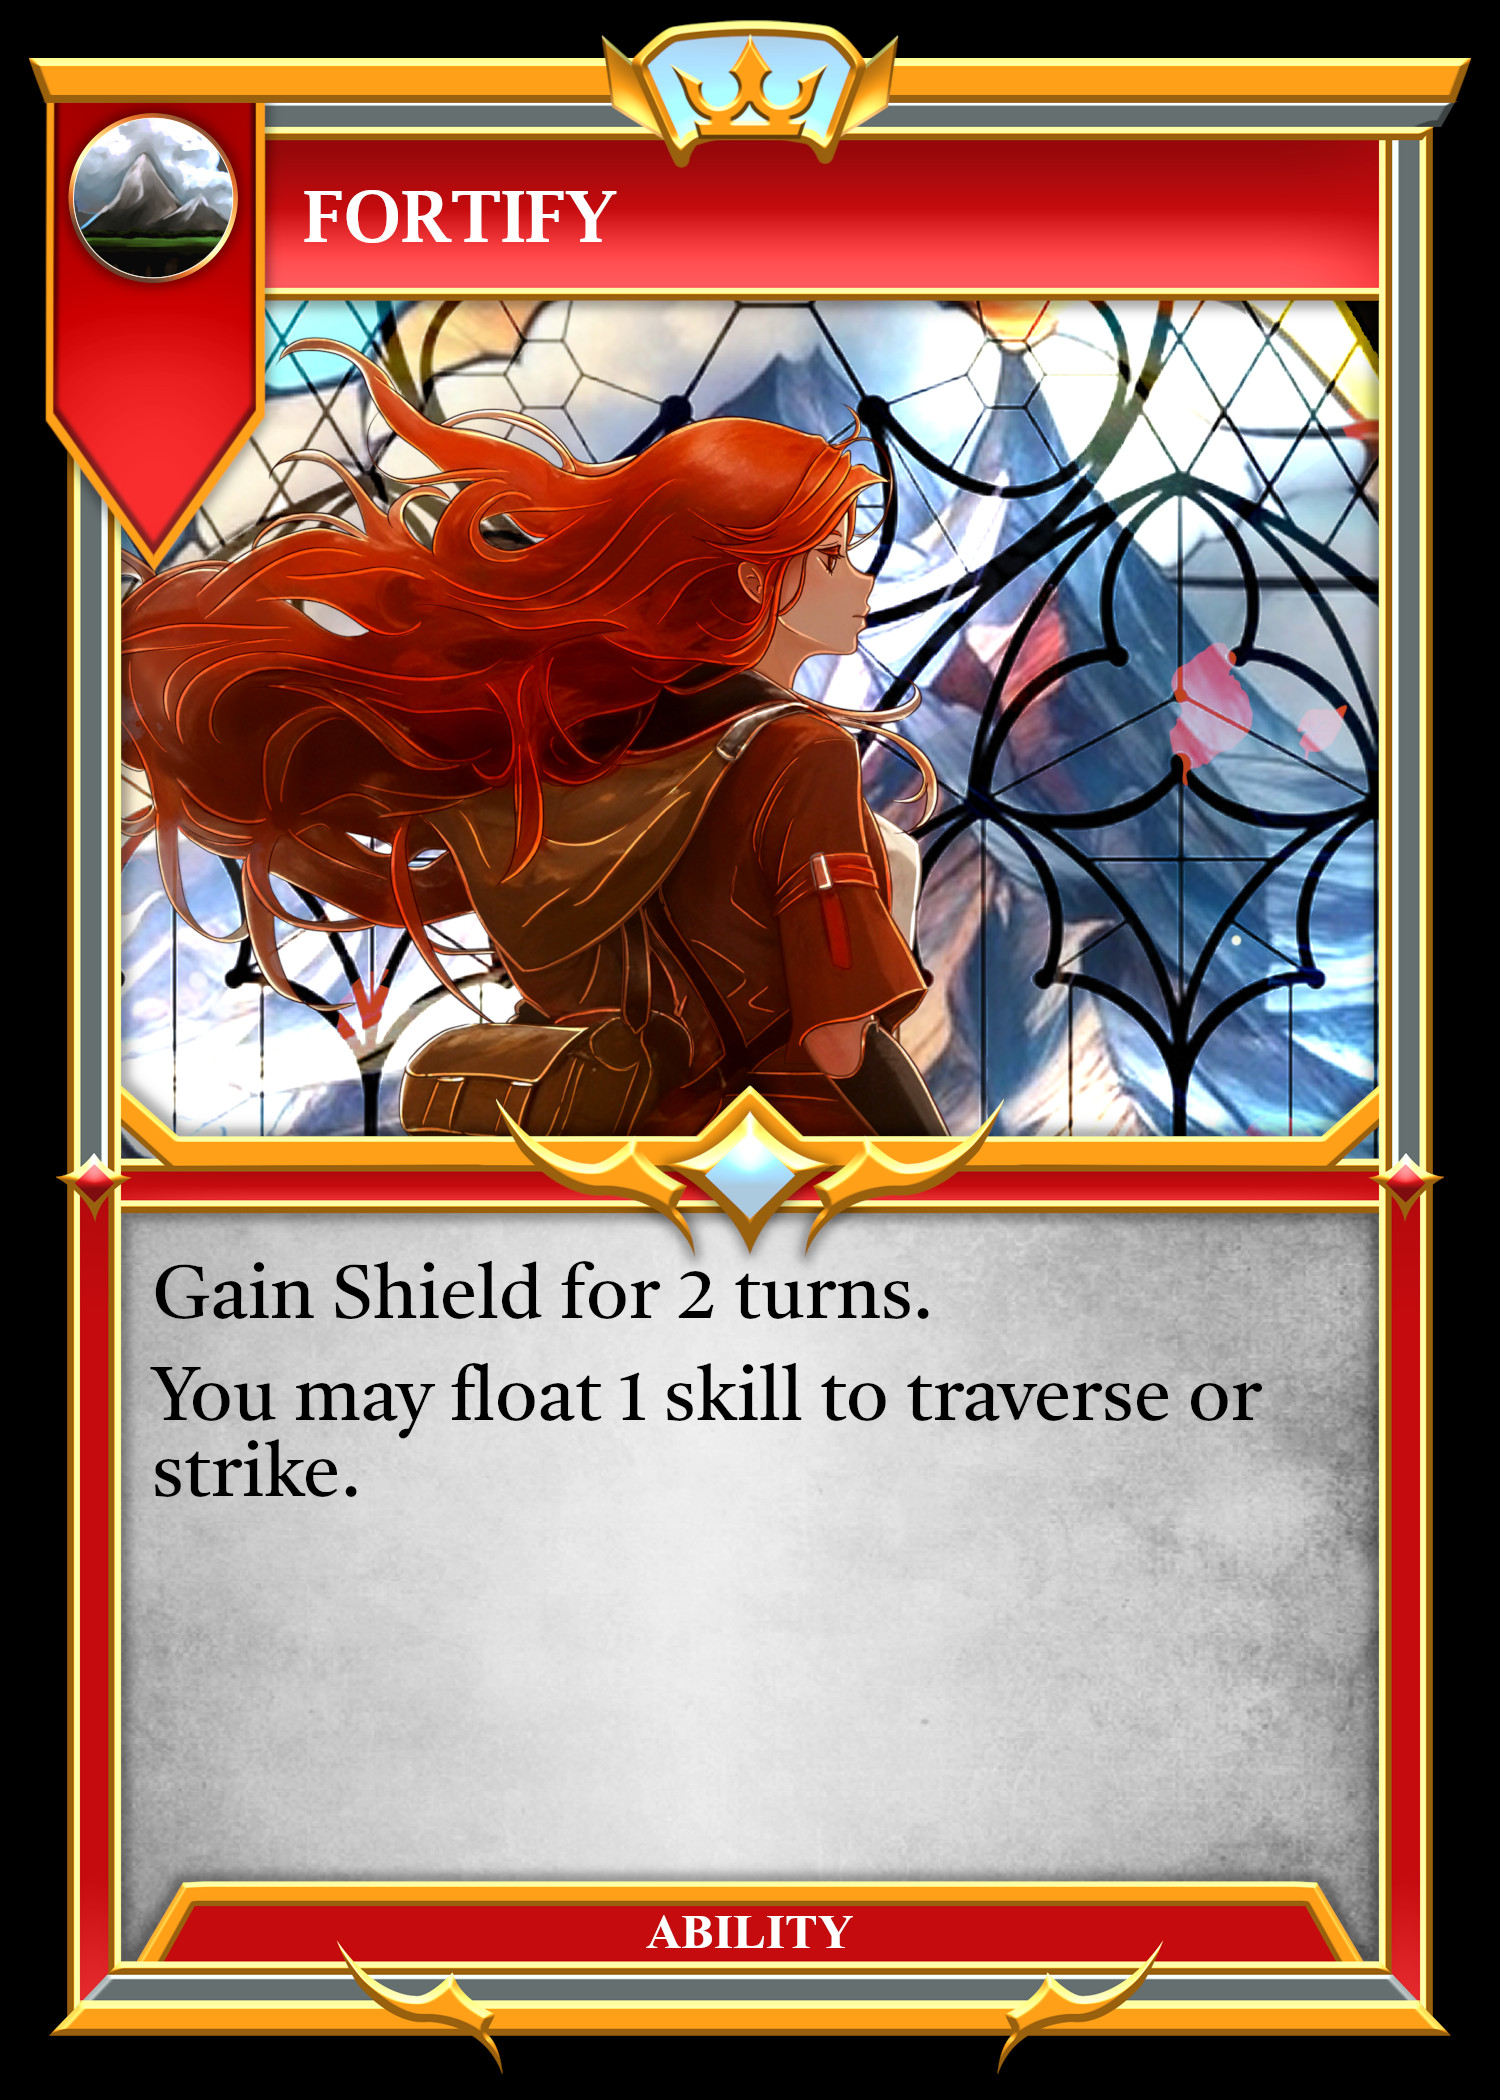 FORTIFY
Gain Shield for 2 turns.
You may float 1 skill to traverse or
strike.
ABILITY